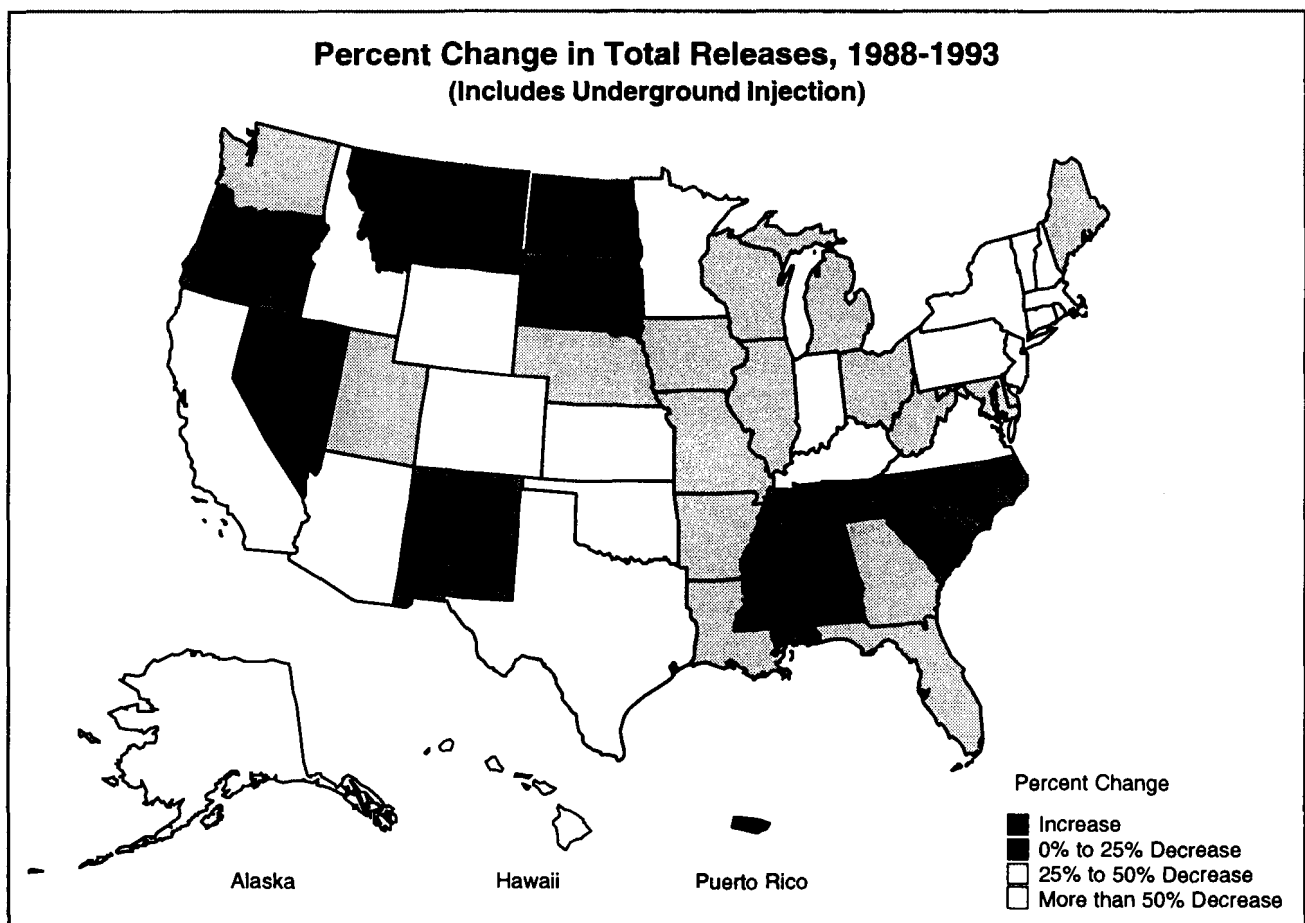 Percent Change in Total Releases, 1988-1993
(Includes Underground Injection)
Alaska
Hawaii
Puerto Rico
Percent Change
Increase
0% to 25% Decrease
25% to 50% Decrease
More than 50% Decrease